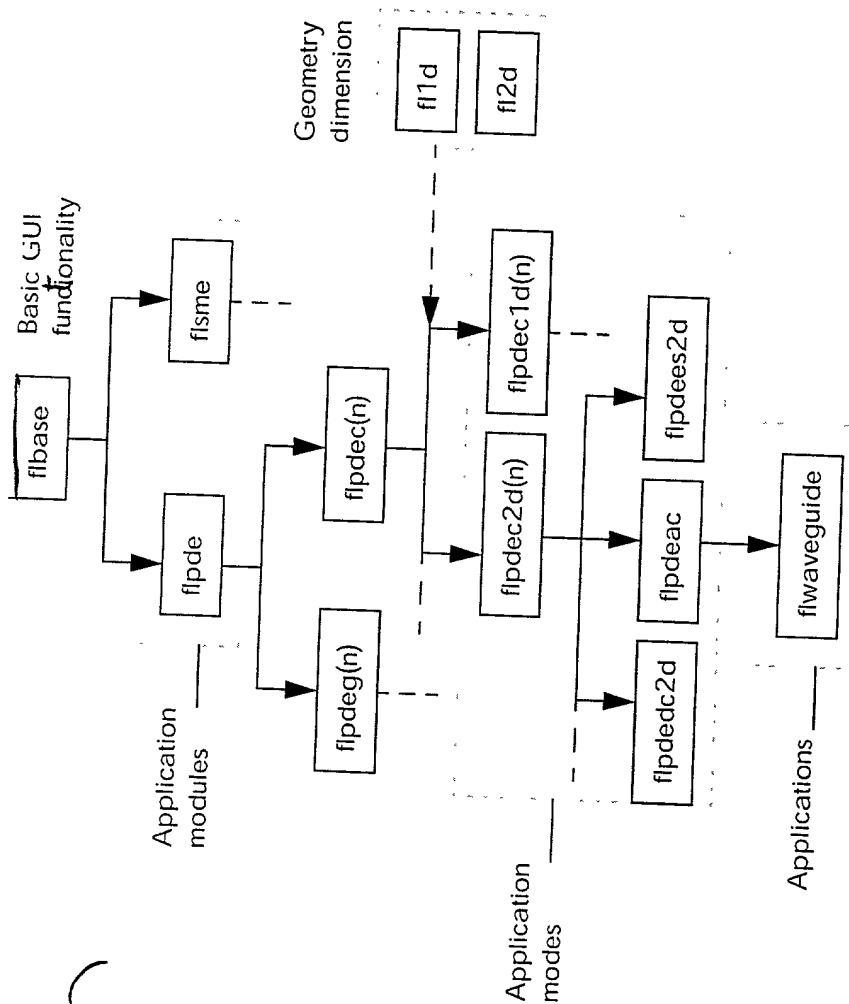 flbase
Basic GUI
functionality
Application
modules
flpde
flsme
Geometry
dimension
fl1d
fl2d
flpdeg(n)
flpdec(n)
Application
modes
flpdec2d(n)
flpdec1d(n)
flpdedc2d
flpdeac
flpdees2d
Applications
flwaveguide